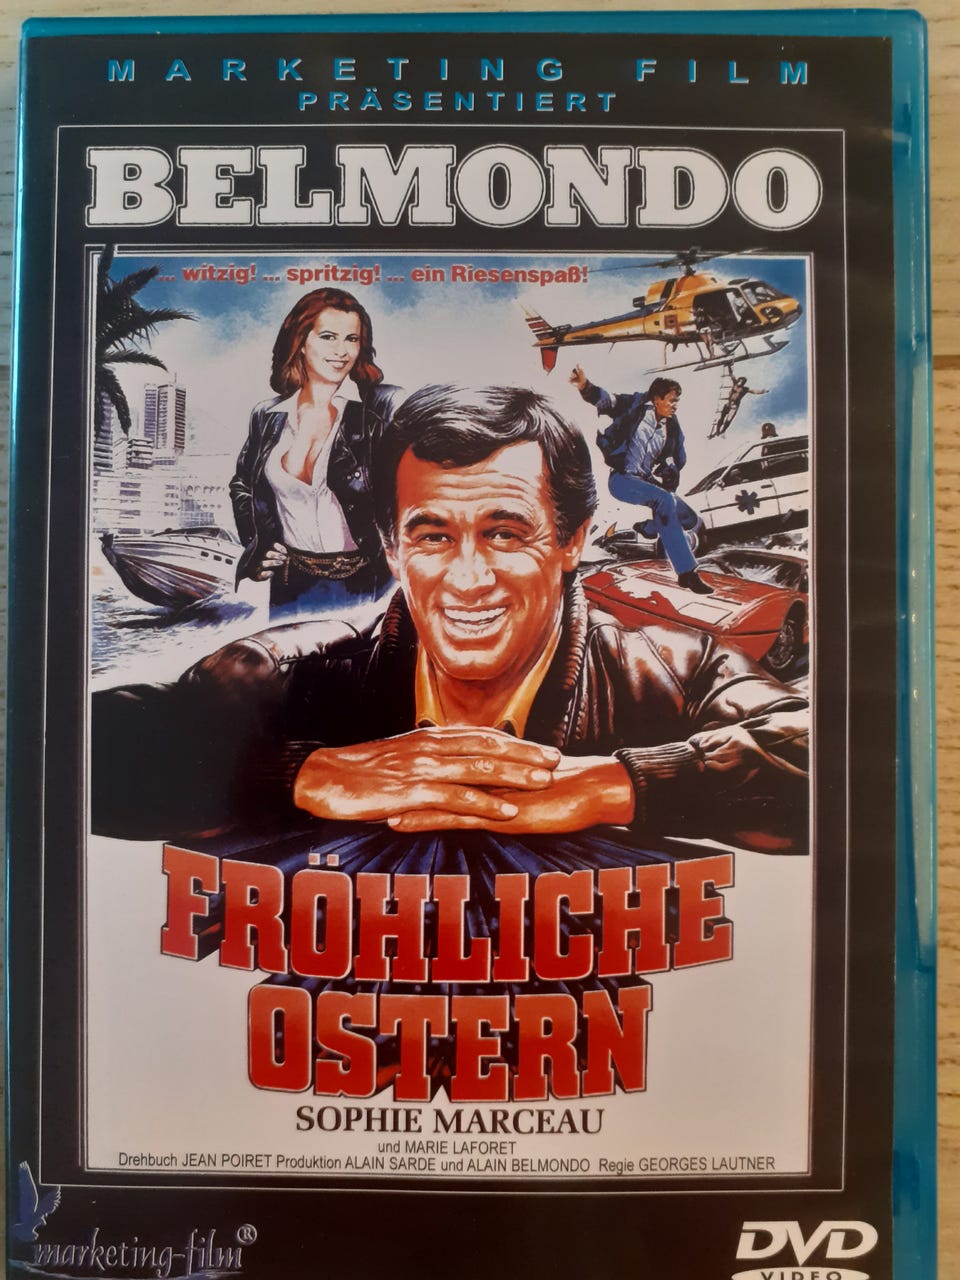 MARKETING FILM
PRÄSENTIERT
BELMONDO
... witzig! ... spritzig! ... ein Riesenspaß!
FRÖHLICHE
OSTERN
SOPHIE MARCEAU
und MARIE LAFORET
Drehbuch JEAN POIRET Produktion ALAIN SARDE und ALAIN BELMONDO Regie GEORGES LAUTNER
marketing-film®
DVD
VIDEO